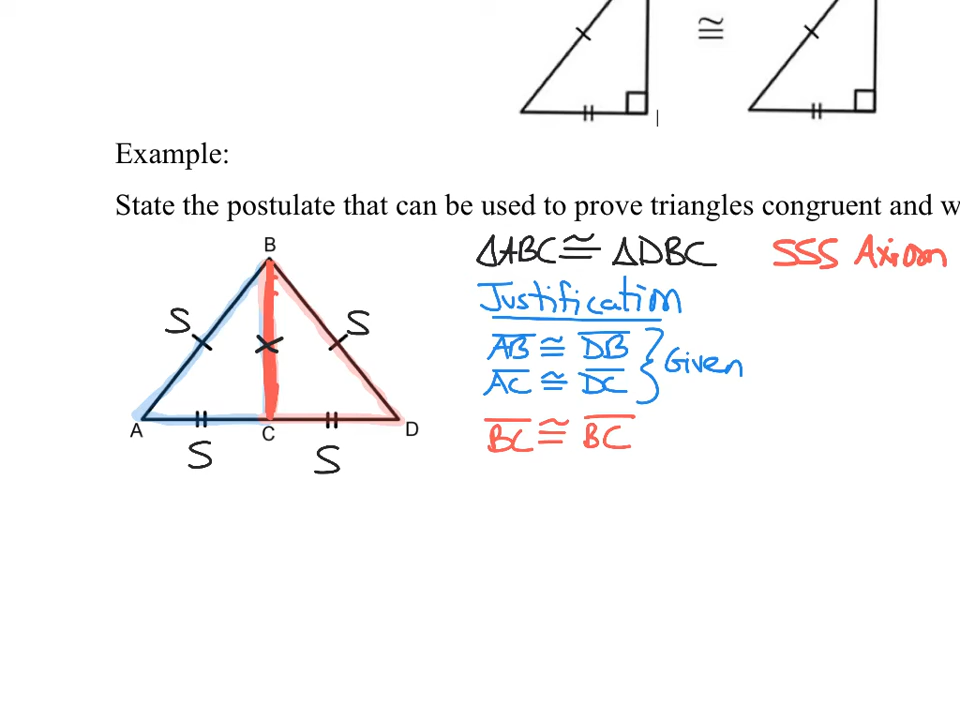 ≅
Example:
State the postulate that can be used to prove triangles congruent and w
B
ΔABC ≅ ΔDBC SSS Axiom
Justification
S S
AB ≅ DB } Given
AC ≅ DC
A C D
BC ≅ BC
S S